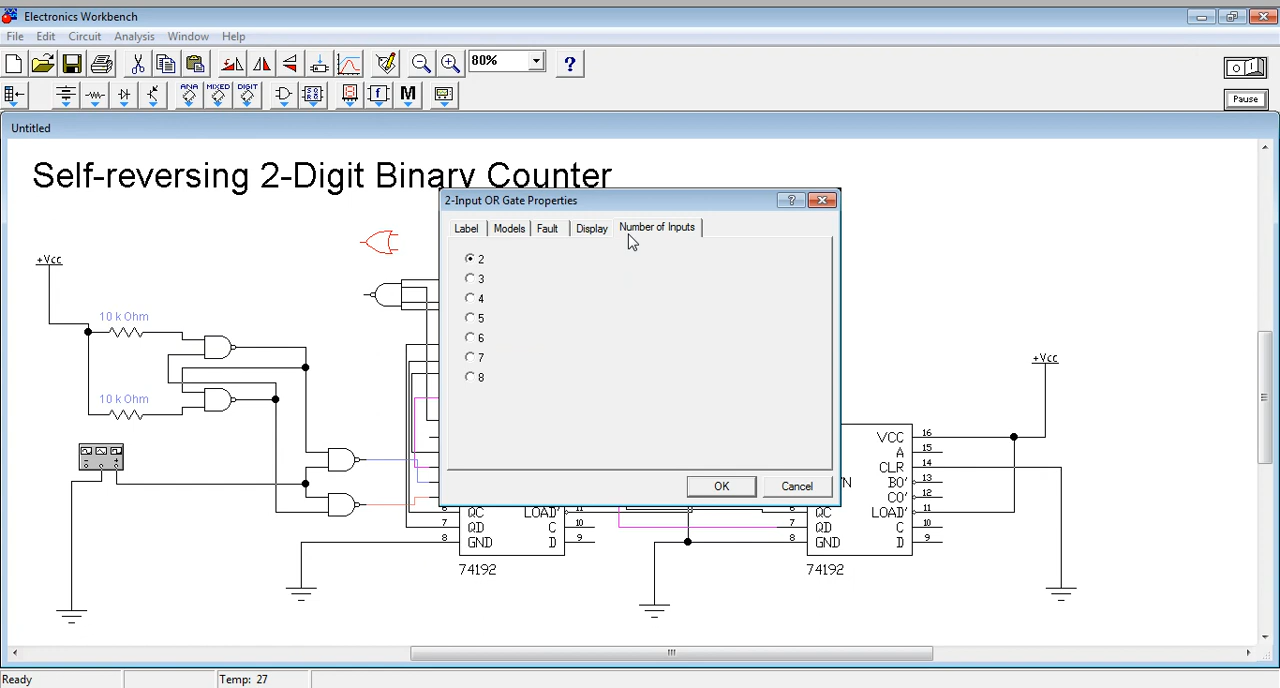 Electronics Workbench
File Edit Circuit Analysis Window Help
80%
?
Pause
ANA MIXED DIGIT
f M
Untitled
Self-reversing 2-Digit Binary Counter
2-Input OR Gate Properties
?
Label Models Fault Display Number of Inputs
2
3
4
5
6
7
8
OK Cancel
+Vcc
10 k Ohm
10 k Ohm
+Vcc
VCC 16
A 15
CLR 14
N BO' 13
CO' 12
QC LOAD' 11
7 QD C 10
8 GND D 9
74192
QC LOAD' 11
7 QD C 10
8 GND D 9
74192
Ready Temp: 27